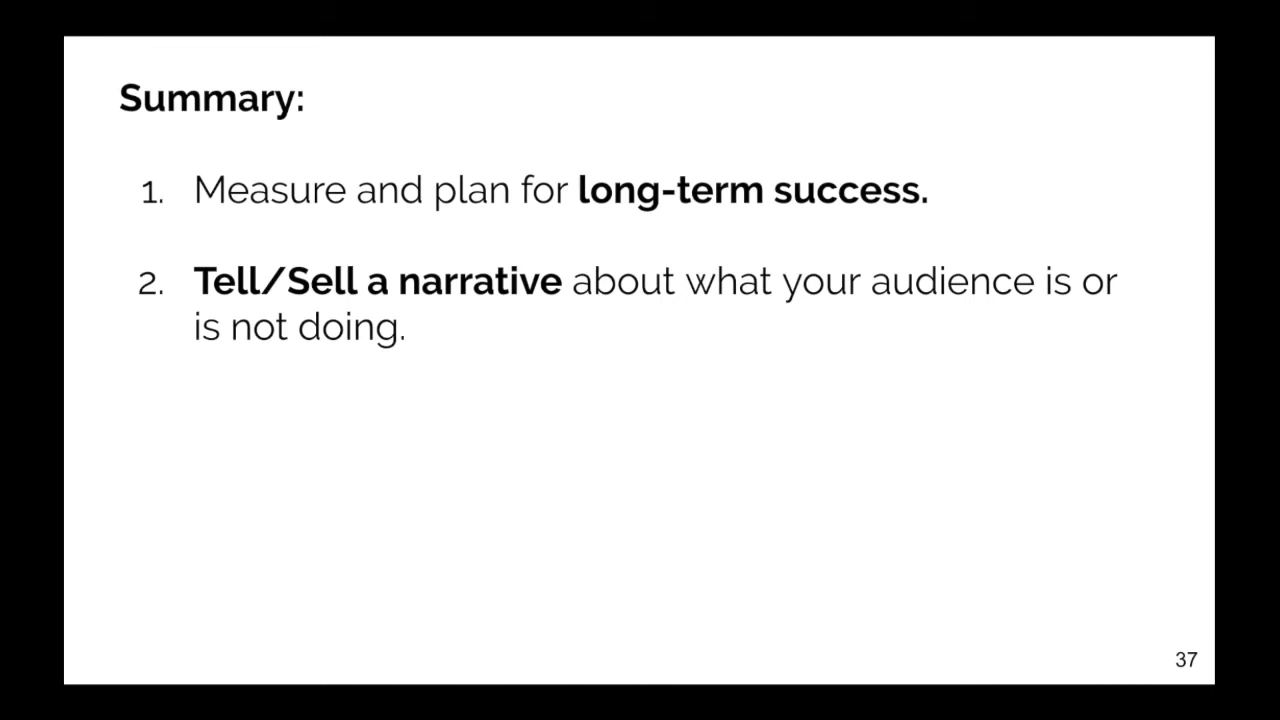 Summary:
1. Measure and plan for long-term success.
2. Tell/Sell a narrative about what your audience is or
is not doing.
37